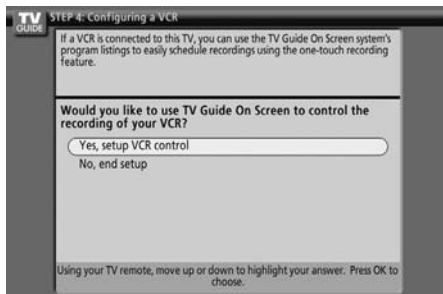 TV
GUIDE
STEP 4: Configuring a VCR
If a VCR is connected to this TV, you can use the TV Guide On Screen system's
program listings to easily schedule recordings using the one-touch recording
feature.
Would you like to use TV Guide On Screen to control the
recording of your VCR?
Yes, setup VCR control
No, end setup
Using your TV remote, move up or down to highlight your answer. Press OK to
choose.